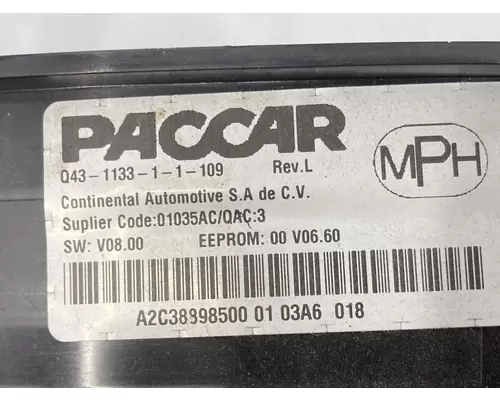 PACCAR
Q43-1133-1-1-109 Rev.L
MPH
Continental Automotive S.A de C.V.
Suplier Code:01035AC/QAC:3
SW: V08.00 EEPROM: 00 V06.60
A2C38898500 01 03A6 018